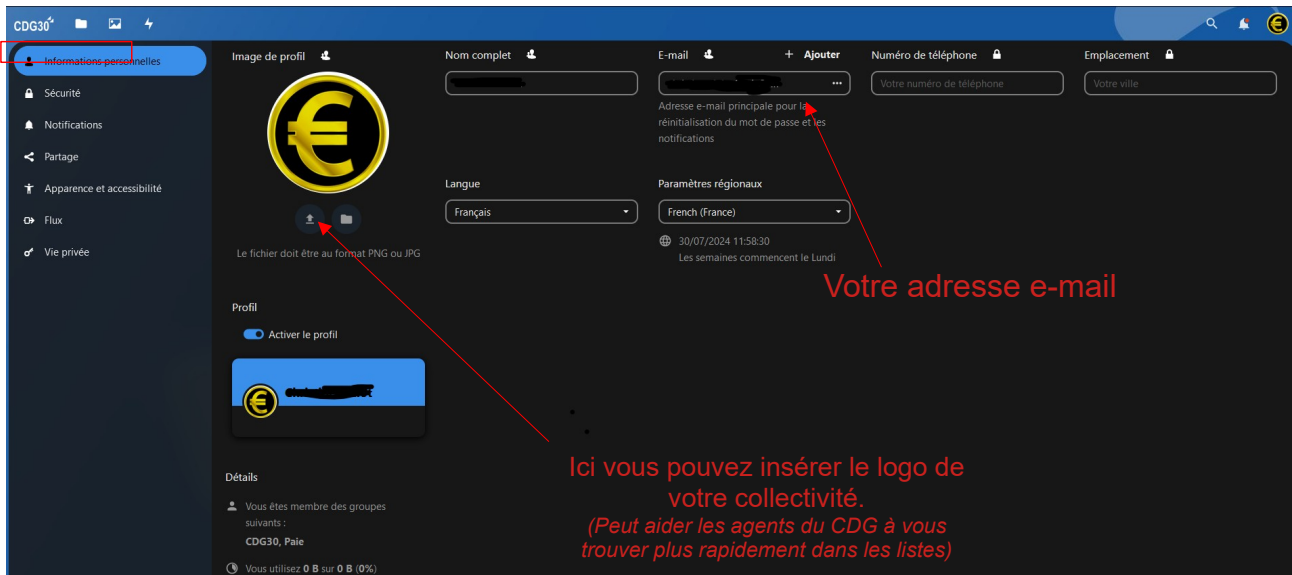 CDG30
Informations personnelles
Sécurité
Notifications
Partage
Apparence et accessibilité
Flux
Vie privée
Image de profil
Le fichier doit être au format PNG ou JPG
Profil
Activer le profil
Détails
Vous êtes membre des groupes
suivants :
CDG30, Paie
Vous utilisez 0 B sur 0 B (0%)
Nom complet
Langue
Français
E-mail
+ Ajouter
...
Adresse e-mail principale pour la
réinitialisation du mot de passe et les
notifications
Paramètres régionaux
French (France)
30/07/2024 11:58:30
Les semaines commencent le Lundi
Numéro de téléphone
Votre numéro de téléphone
Emplacement
Votre ville
Votre adresse e-mail
Ici vous pouvez insérer le logo de
votre collectivité.
(Peut aider les agents du CDG à vous
trouver plus rapidement dans les listes)